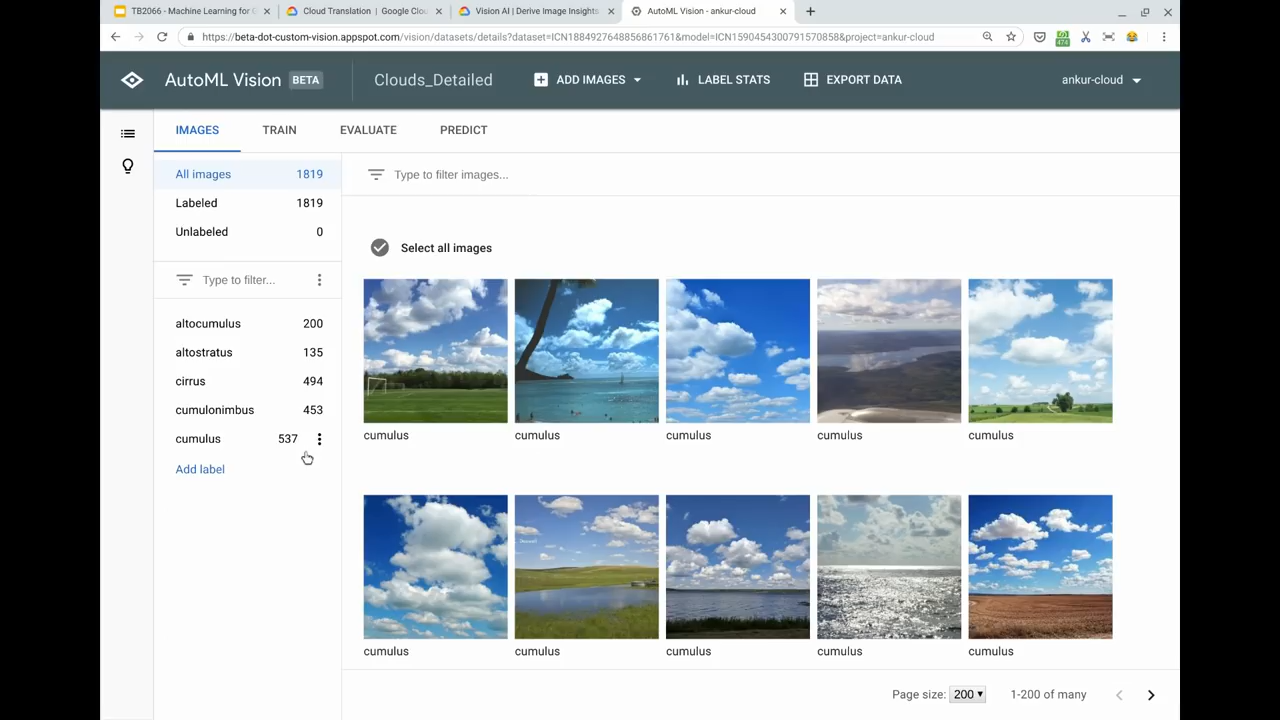 TB2066 - Machine Learning for
Cloud Translation | Google Clou
Vision AI | Derive Image Insights
AutoML Vision - ankur-cloud
https://beta-dot-custom-vision.appspot.com/vision/datasets/details?dataset=ICN1884927648856861761&model=ICN1590454300791570858&project=ankur-cloud
474
AutoML Vision BETA
Clouds_Detailed
ADD IMAGES
LABEL STATS
EXPORT DATA
ankur-cloud
IMAGES
TRAIN
EVALUATE
PREDICT
All images 1819
Labeled 1819
Unlabeled 0
Type to filter...
altocumulus 200
altostratus 135
cirrus 494
cumulonimbus 453
cumulus 537
Add label
Type to filter images...
Select all images
cumulus cumulus cumulus cumulus cumulus
cumulus cumulus cumulus cumulus cumulus
Page size: 200 1-200 of many